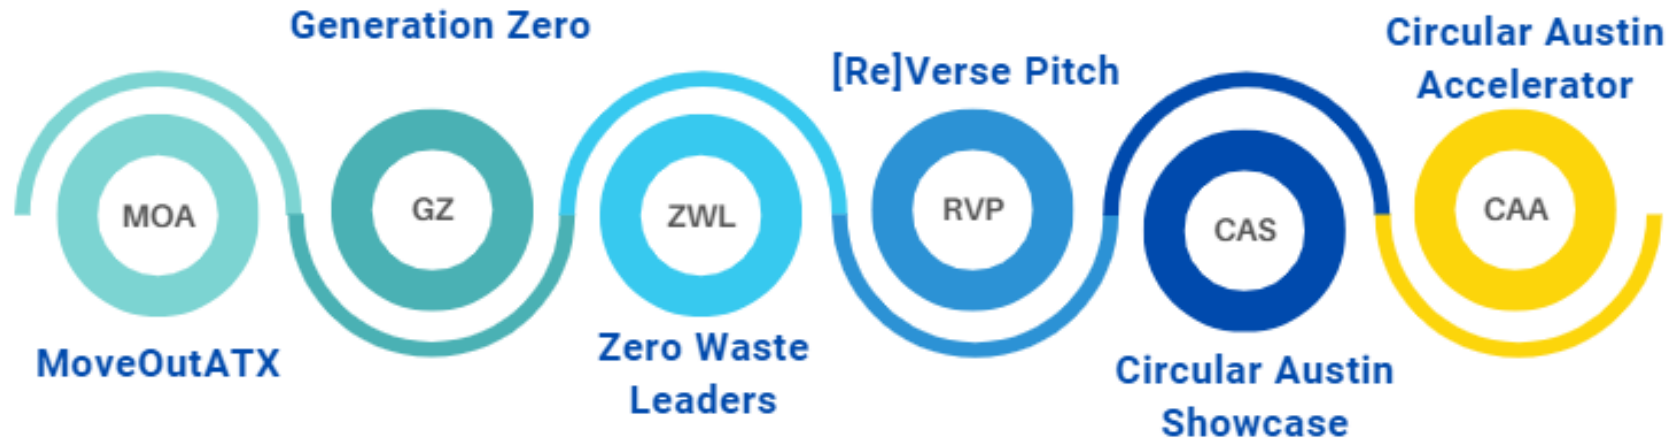 Generation Zero
[Re]Verse Pitch
Circular Austin
Accelerator
MOA
GZ
ZWL
RVP
CAS
CAA
MoveOutATX
Zero Waste
Leaders
Circular Austin
Showcase